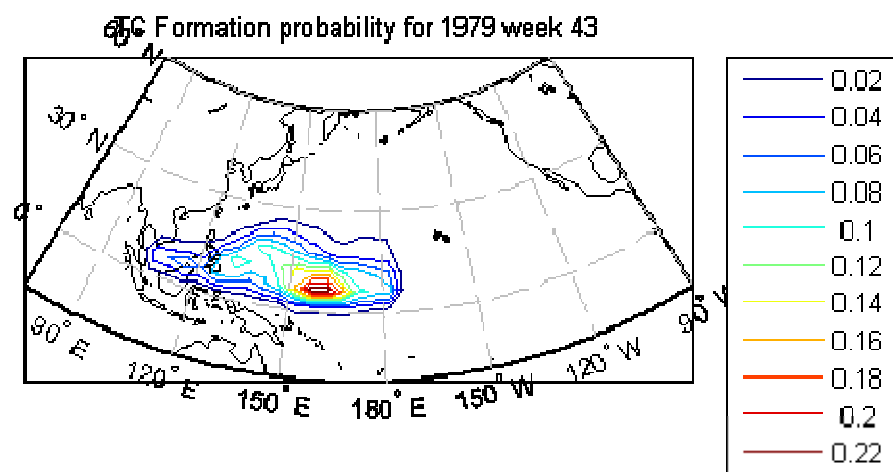 TC Formation probability for 1979 week 43
60° N
30° N
0°
90° E
120° E
150° E
180° E
150° W
120° W
90° W
0.02
0.04
0.06
0.08
0.1
0.12
0.14
0.16
0.18
0.2
0.22